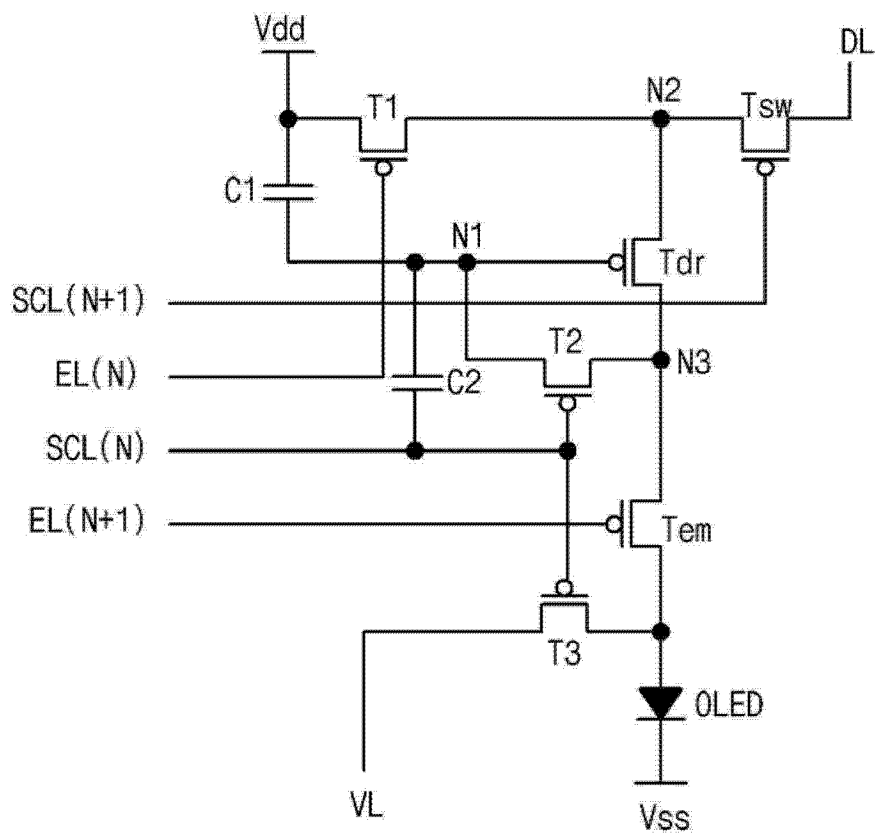 Vdd
DL
T1
N2
Tsw
C1
N1
Tdr
SCL(N+1)
T2
N3
EL(N)
C2
SCL(N)
EL(N+1)
Tem
T3
OLED
VL
Vss